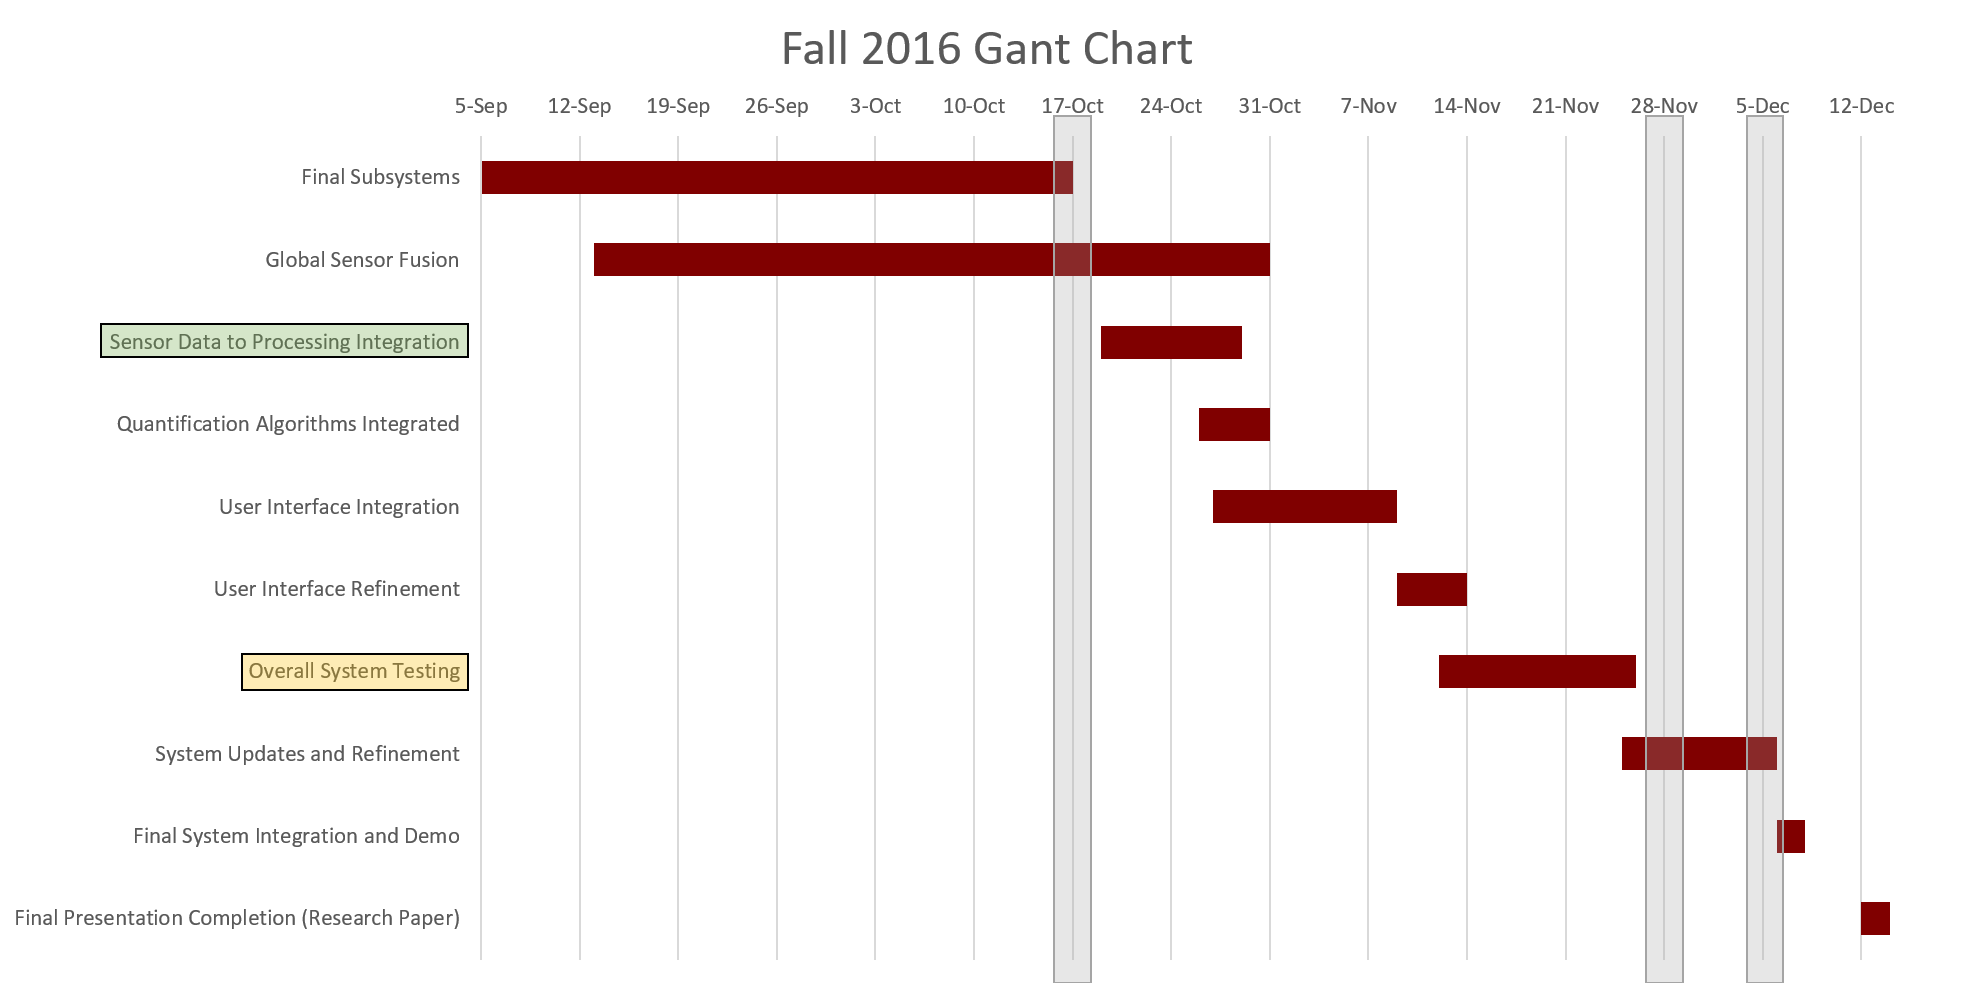 Fall 2016 Gant Chart
5-Sep 12-Sep 19-Sep 26-Sep 3-Oct 10-Oct 17-Oct 24-Oct 31-Oct 7-Nov 14-Nov 21-Nov 28-Nov 5-Dec 12-Dec
Final Subsystems
Global Sensor Fusion
Sensor Data to Processing Integration
Quantification Algorithms Integrated
User Interface Integration
User Interface Refinement
Overall System Testing
System Updates and Refinement
Final System Integration and Demo
Final Presentation Completion (Research Paper)